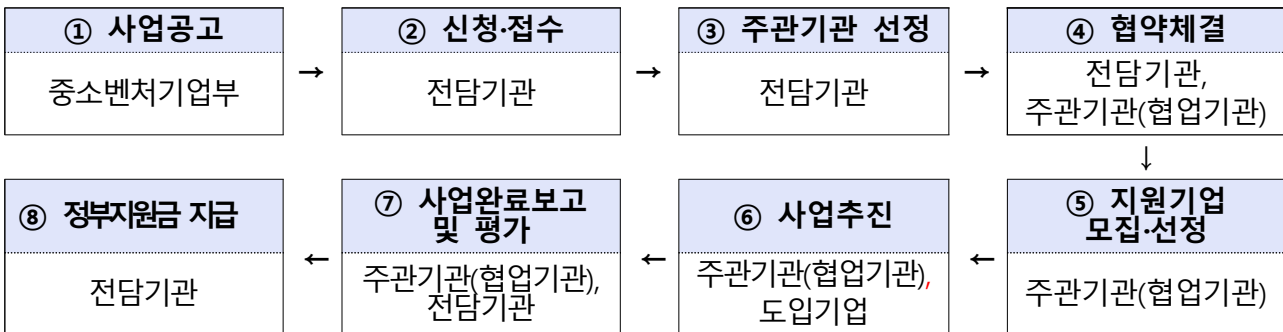 ① 사업공고
중소벤처기업부
→
② 신청·접수
전담기관
→
③ 주관기관 선정
전담기관
→
④ 협약체결
전담기관,
주관기관(협업기관)
↓
⑤ 지원기업
모집·선정
주관기관(협업기관)
←
⑥ 사업추진
주관기관(협업기관),
도입기업
←
⑦ 사업완료보고
및 평가
주관기관(협업기관),
전담기관
←
⑧ 정부지원금 지급
전담기관